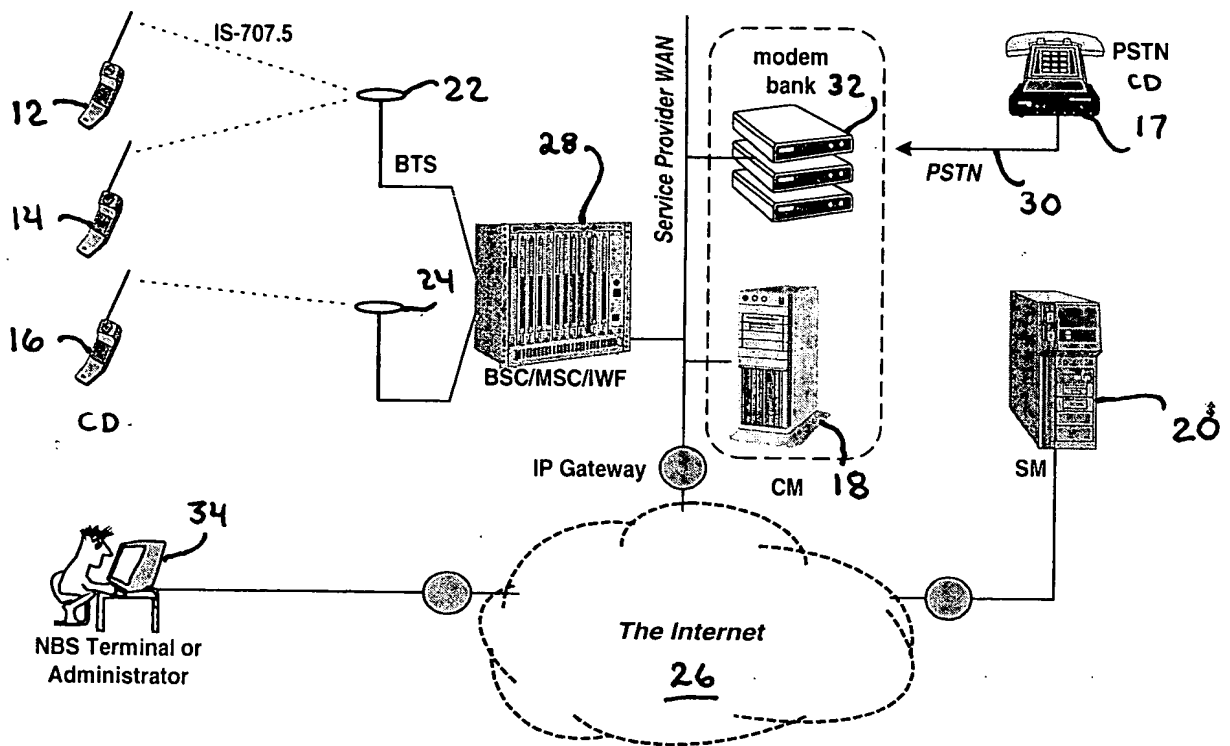 IS-707.5
12
22
Service Provider WAN
modem
bank 32
PSTN
CD
17
28
BTS
PSTN
30
14
24
16
BSC/MSC/IWF
CD
20
SM
IP Gateway
CM 18
34
The Internet
26
NBS Terminal or
Administrator